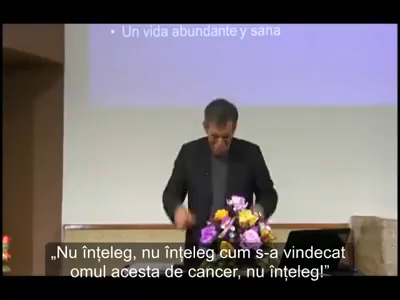 • Un vida abundante y sana
„Nu înțeleg, nu înțeleg cum s-a vindecat
omul acesta de cancer, nu înțeleg!”